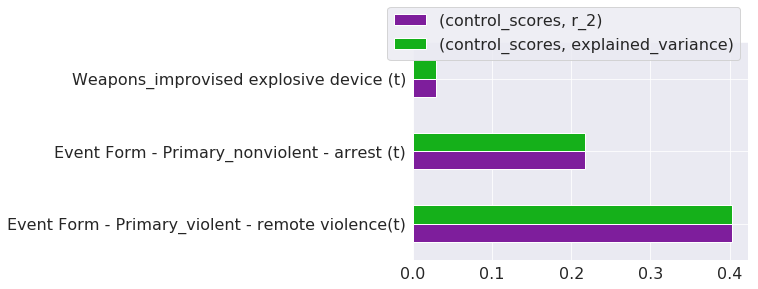 (control_scores, r_2)
(control_scores, explained_variance)
Weapons_improvised explosive device (t)
Event Form - Primary_nonviolent - arrest (t)
Event Form - Primary_violent - remote violence(t)
0.0 0.1 0.2 0.3 0.4